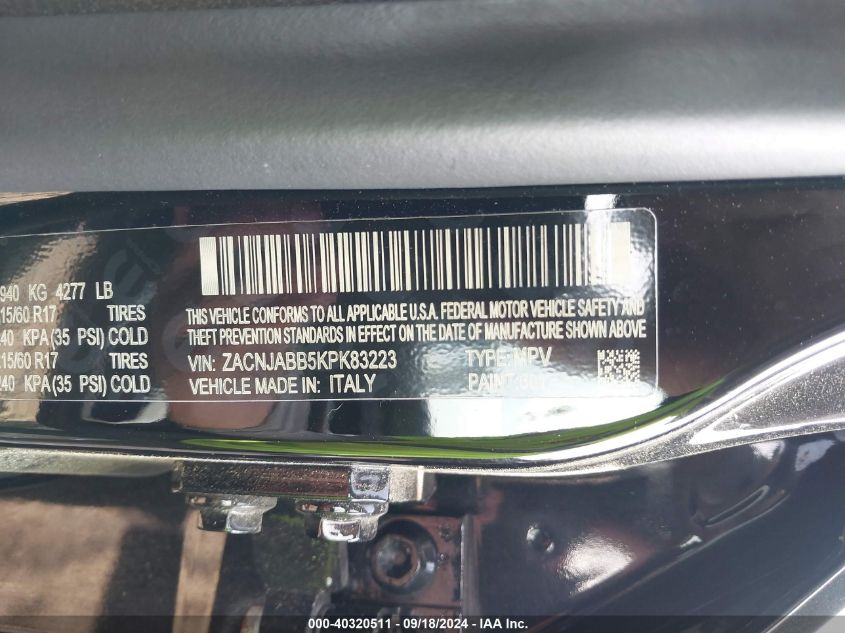 940 KG 4277 LB
15/60 R17 TIRES
40 KPA (35 PSI) COLD
215/60 R17 TIRES
240 KPA (35 PSI) COLD
THIS VEHICLE CONFORMS TO ALL APPLICABLE U.S.A. FEDERAL MOTOR VEHICLE SAFETY AND
THEFT PREVENTION STANDARDS IN EFFECT ON THE DATE OF MANUFACTURE SHOWN ABOVE.
VIN: ZACNJABB5KPK83223 TYPE: MPV
VEHICLE MADE IN: ITALY PAINT:
000-40320511 - 09/18/2024 - IAA Inc.